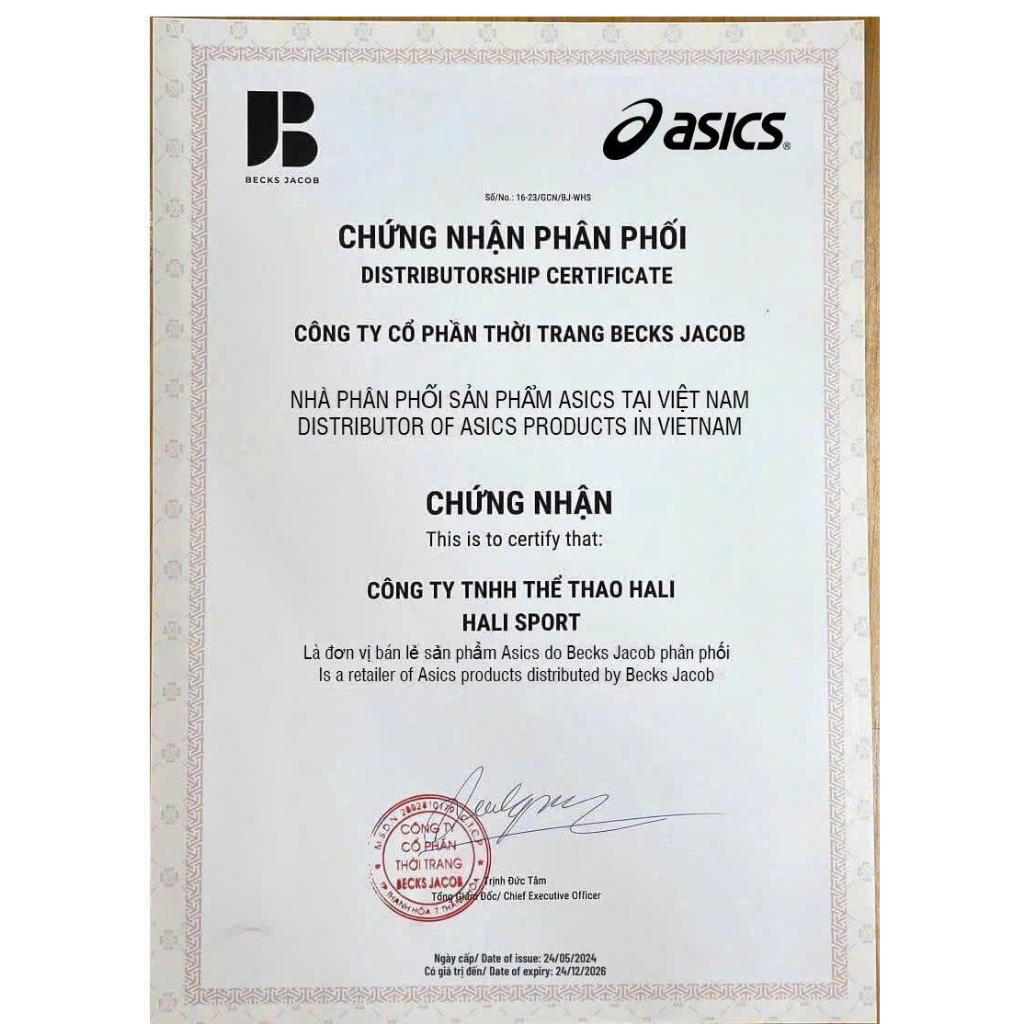 JB
BECKS JACOB
asics®
Số/No.: 16-23/GCN/BJ-WHS
CHỨNG NHẬN PHÂN PHỐI
DISTRIBUTORSHIP CERTIFICATE
CÔNG TY CỔ PHẦN THỜI TRANG BECKS JACOB
NHÀ PHÂN PHỐI SẢN PHẨM ASICS TẠI VIỆT NAM
DISTRIBUTOR OF ASICS PRODUCTS IN VIETNAM
CHỨNG NHẬN
This is to certify that:
CÔNG TY TNHH THỂ THAO HALI
HALI SPORT
Là đơn vị bán lẻ sản phẩm Asics do Becks Jacob phân phối
Is a retailer of Asics products distributed by Becks Jacob
CÔNG TY
CỔ PHẦN
THỜI TRANG
BECKS JACOB
Trịnh Đức Tâm
Tổng Giám Đốc/ Chief Executive Officer
Ngày cấp/ Date of issue: 24/05/2024
Có giá trị đến/ Date of expiry: 24/12/2026